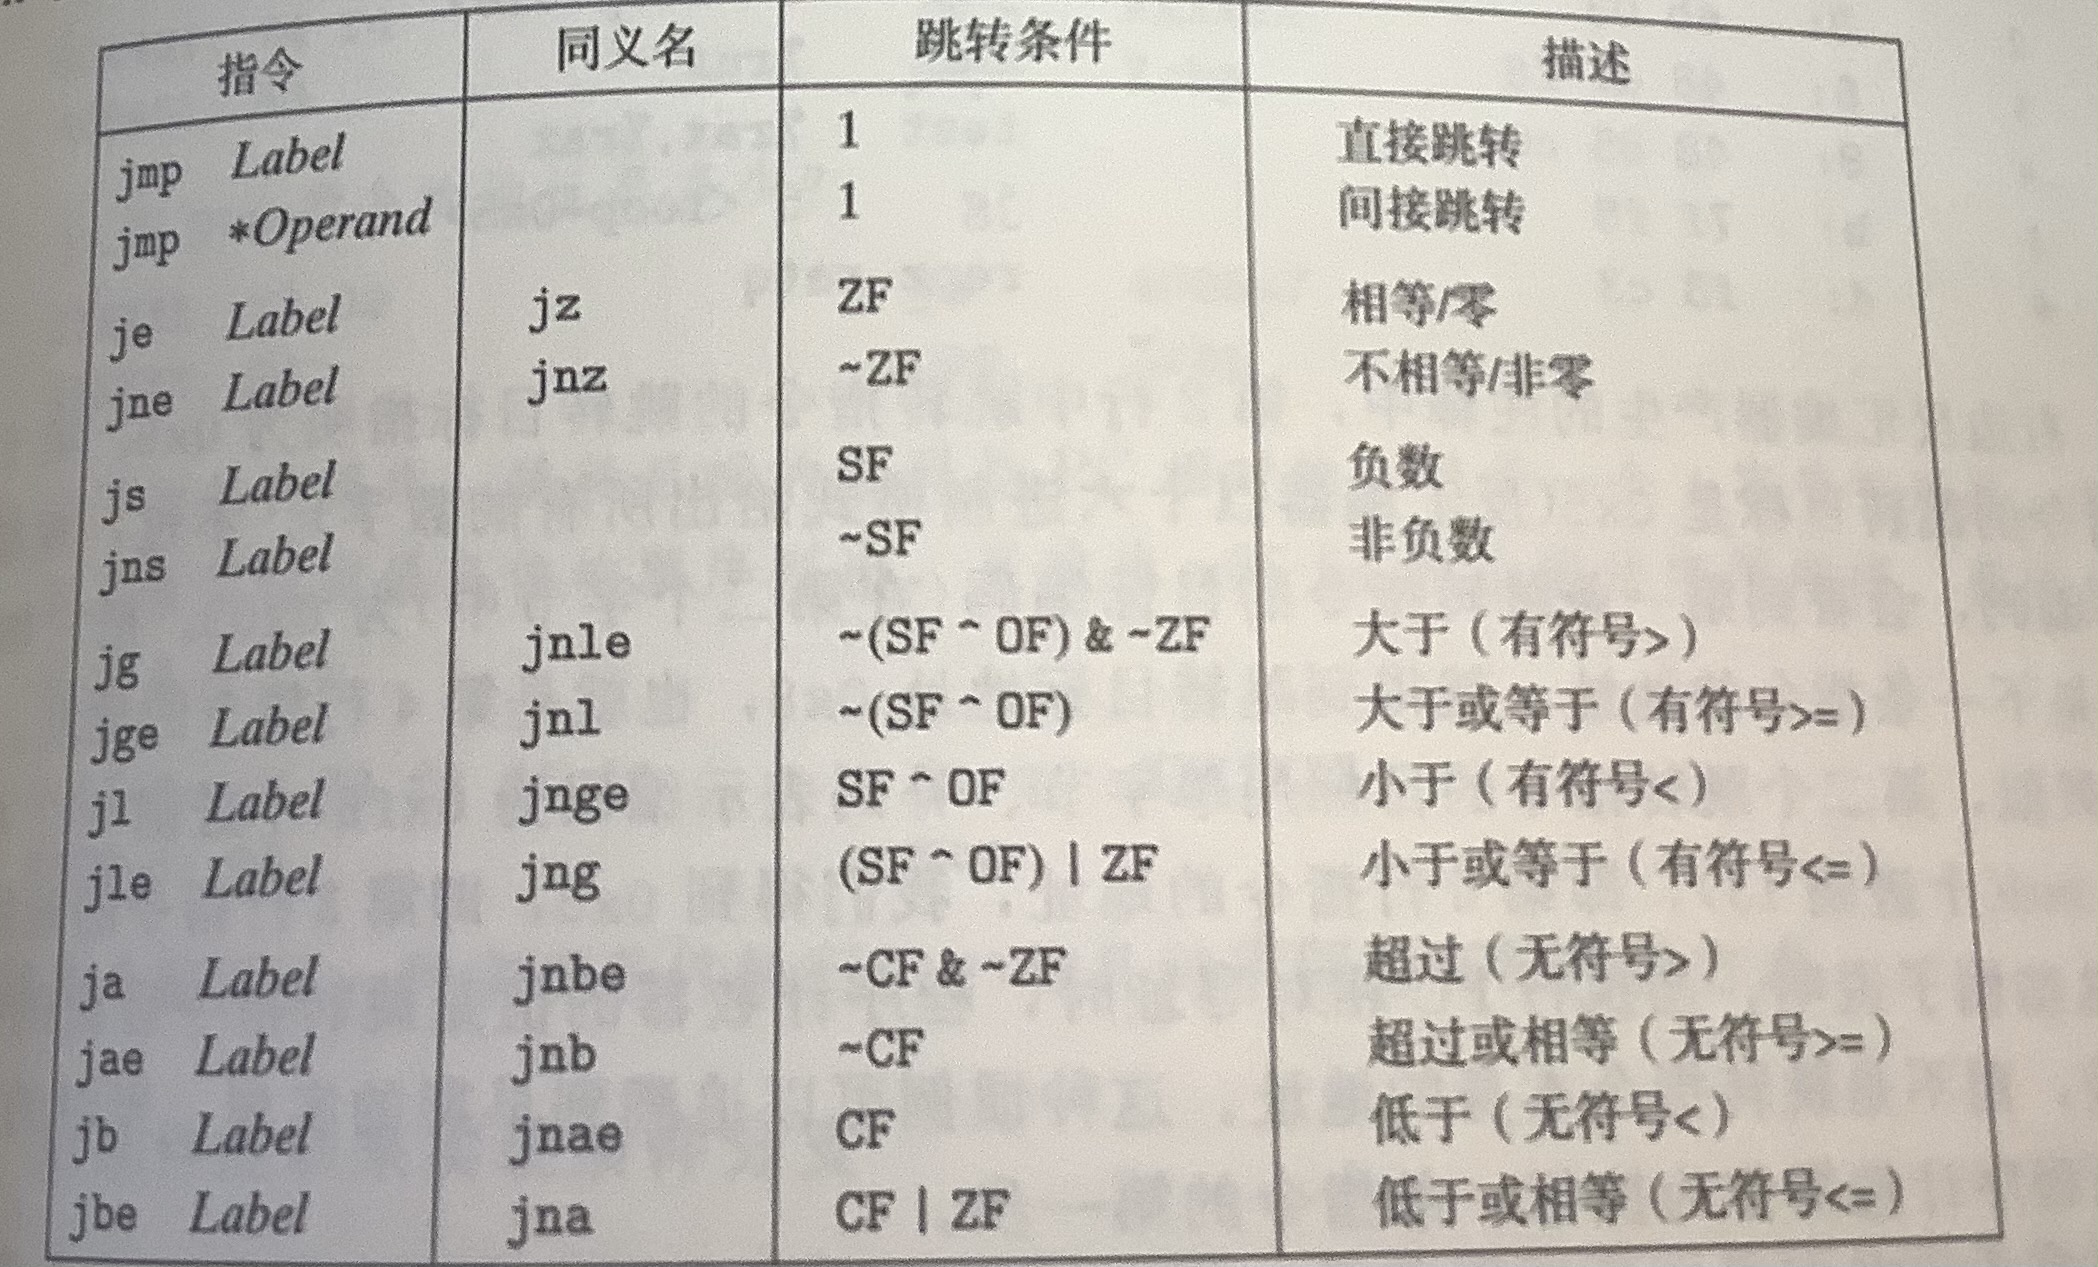 指令 同义名 跳转条件 描述
jmp Label 1 直接跳转
jmp *Operand 1 间接跳转
je Label jz ZF 相等/零
jne Label jnz ~ZF 不相等/非零
js Label SF 负数
jns Label ~SF 非负数
jg Label jnle ~(SF ^ OF) & ~ZF 大于（有符号>）
jge Label jnl ~(SF ^ OF) 大于或等于（有符号>=）
jl Label jnge SF ^ OF 小于（有符号<）
jle Label jng (SF ^ OF) | ZF 小于或等于（有符号<=）
ja Label jnbe ~CF & ~ZF 超过（无符号>）
jae Label jnb ~CF 超过或相等（无符号>=）
jb Label jnae CF 低于（无符号<）
jbe Label jna CF | ZF 低于或相等（无符号<=）